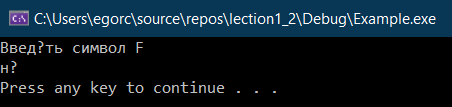 C:\Users\egorc\source\repos\lection1_2\Debug\Example.exe
Введ?ть символ F
н?
Press any key to continue . . .